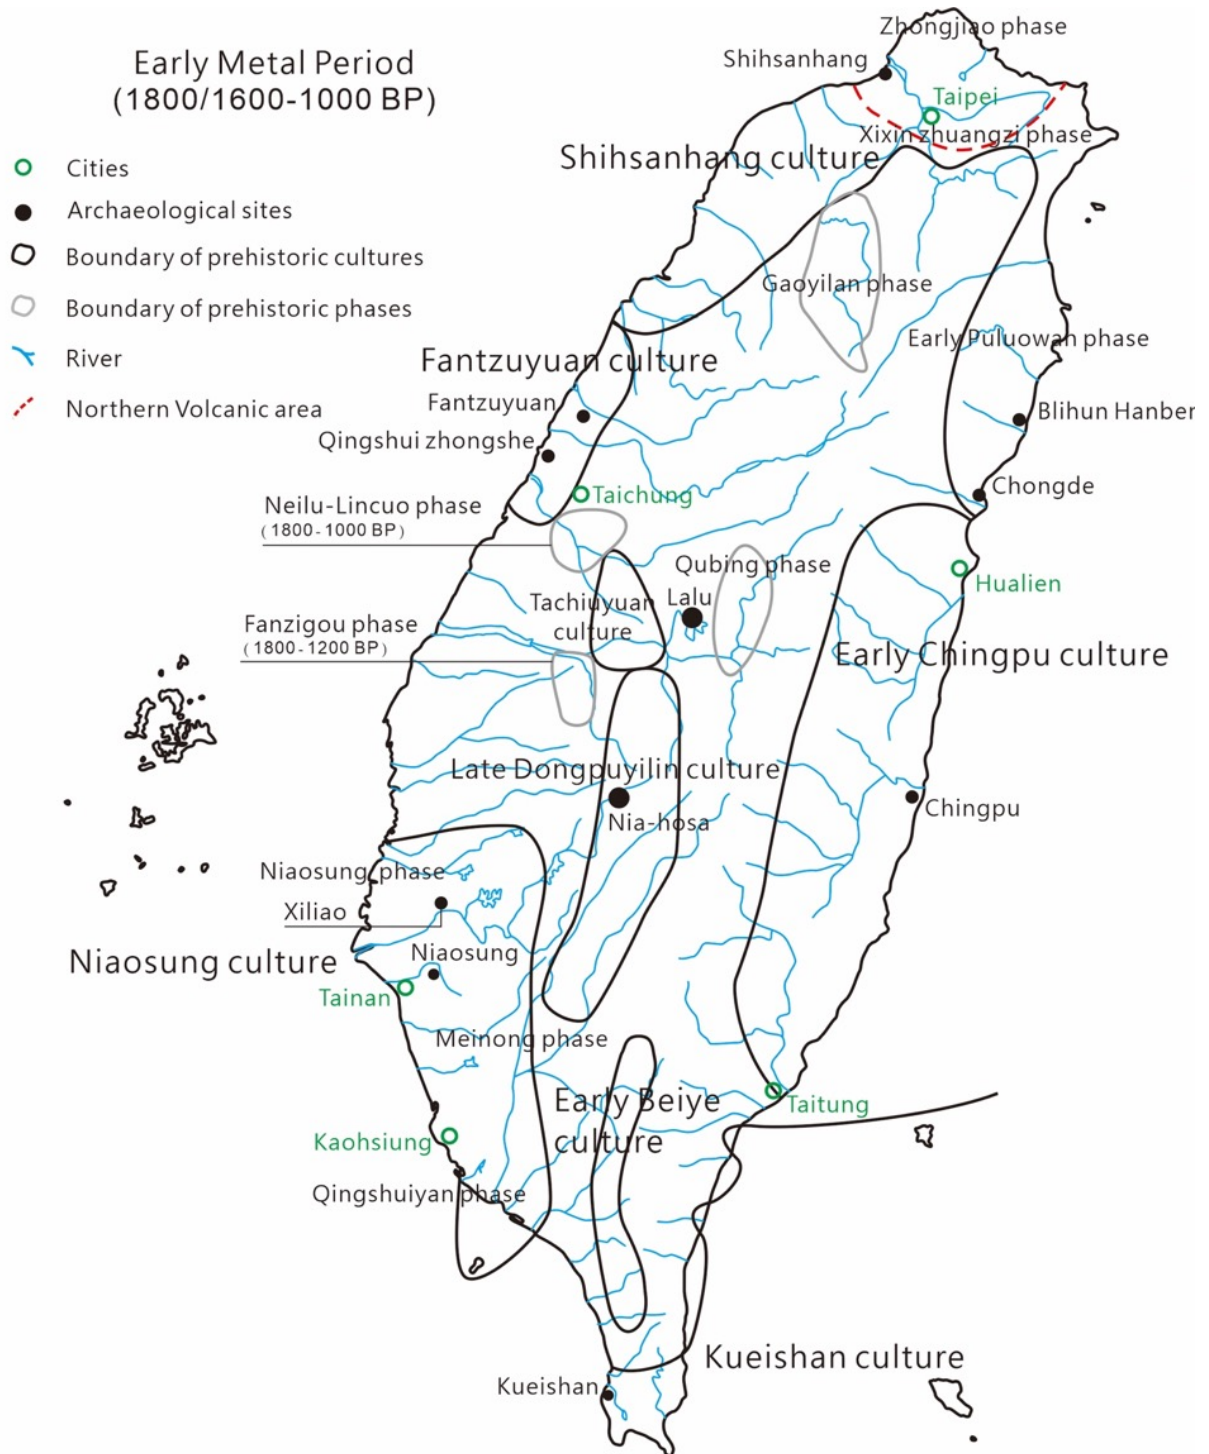 Early Metal Period
(1800/1600-1000 BP)
Cities
Archaeological sites
Boundary of prehistoric cultures
Boundary of prehistoric phases
River
Northern Volcanic area
Zhongjiao phase
Shihsanhang
Taipei
Xixin zhuangzi phase
Shihsanhang culture
Gaoyilan phase
Early Puluowan phase
Fantzuyuan culture
Fantzuyuan
Blihun Hanben
Qingshui zhongshe
Taichung
Chongde
Neilu-Lincuo phase
(1800-1000 BP)
Qubing phase
Hualien
Tachiuyuan
culture
Lalu
Fanzigou phase
(1800-1200 BP)
Early Chingpu culture
Late Dongpuyilin culture
Chingpu
Nia-hosa
Niaosung phase
Xiliao
Niaosung
Niaosung culture
Tainan
Meinong phase
Early Beiye
culture
Taitung
Kaohsiung
Qingshuiyan phase
Kueishan culture
Kueishan